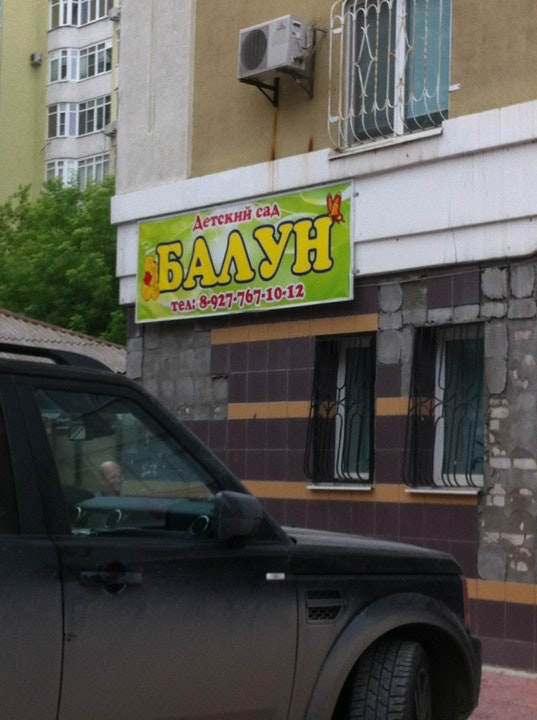 Детский сад
БАЛУН
тел: 8-927-767-10-12